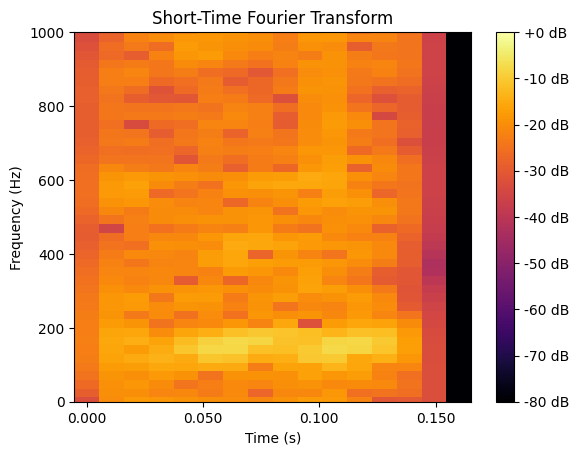 Short-Time Fourier Transform
1000
800
600
400
200
0
Frequency (Hz)
0.000
0.050
0.100
0.150
Time (s)
+0 dB
-10 dB
-20 dB
-30 dB
-40 dB
-50 dB
-60 dB
-70 dB
-80 dB